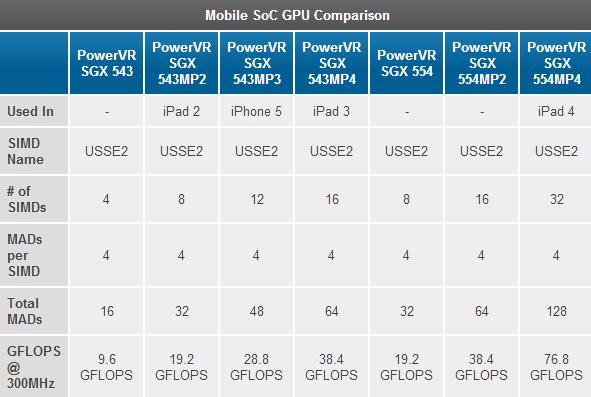 Mobile SoC GPU Comparison
PowerVR SGX 543 PowerVR SGX 543MP2 PowerVR SGX 543MP3 PowerVR SGX 543MP4 PowerVR SGX 554 PowerVR SGX 554MP2 PowerVR SGX 554MP4
Used In - iPad 2 iPhone 5 iPad 3 - - iPad 4
SIMD Name USSE2 USSE2 USSE2 USSE2 USSE2 USSE2 USSE2
# of SIMDs 4 8 12 16 8 16 32
MADs per SIMD 4 4 4 4 4 4 4
Total MADs 16 32 48 64 32 64 128
GFLOPS @ 300MHz 9.6 GFLOPS 19.2 GFLOPS 28.8 GFLOPS 38.4 GFLOPS 19.2 GFLOPS 38.4 GFLOPS 76.8 GFLOPS